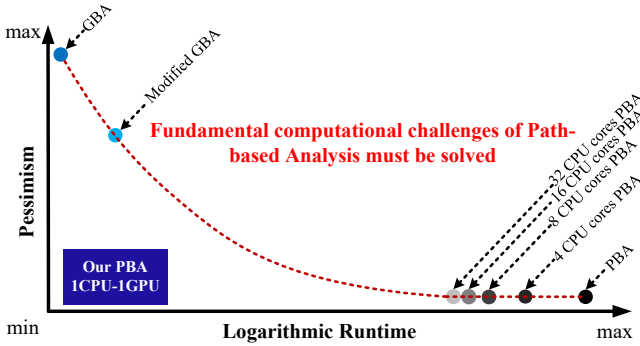 max
GBA
Modified GBA
Fundamental computational challenges of Path-
based Analysis must be solved
32 CPU cores PBA
16 CPU cores PBA
8 CPU cores PBA
4 CPU cores PBA
PBA
Pessimism
Our PBA
1CPU-1GPU
min
Logarithmic Runtime
max